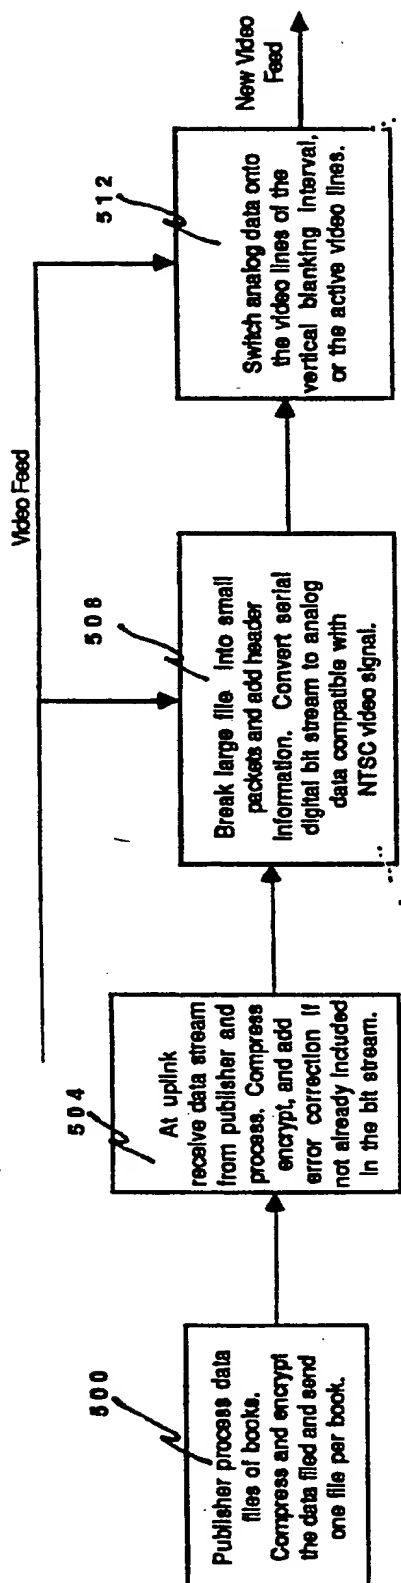 500
Publisher process data
files of books.
Compress and encrypt
the data filed and send
one file per book.
504
At uplink
receive data stream
from publisher and
process. Compress
encrypt, and add
error correction if
not already included
in the bit stream.
Video Feed
508
Break large file into small
packets and add header
information. Convert serial
digital bit stream to analog
data compatible with
NTSC video signal.
512
Switch analog data onto
the video lines of the
vertical blanking interval,
or the active video lines.
New Video
Feed